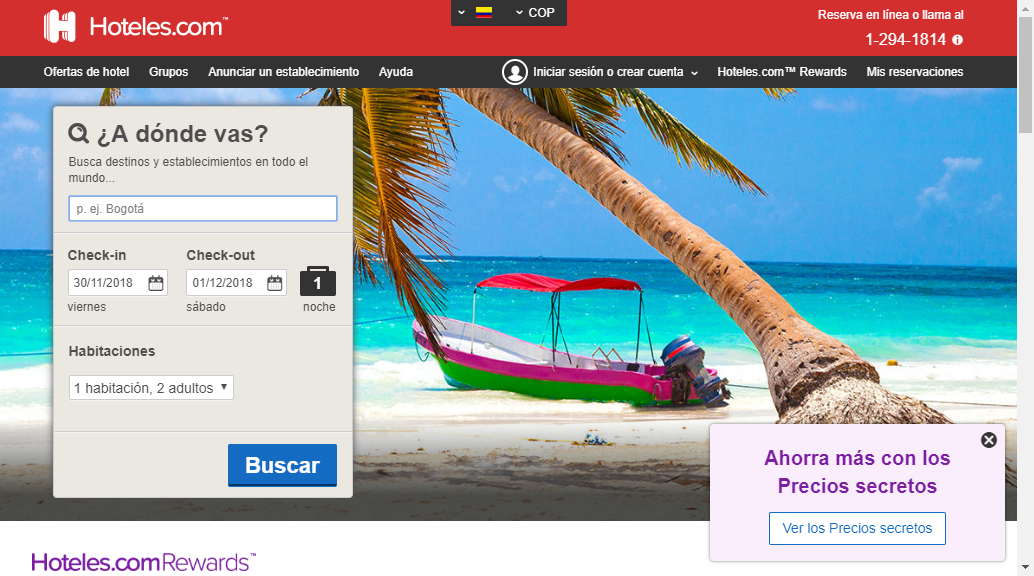 Hoteles.com™
COP
Reserva en línea o llama al
1-294-1814
Ofertas de hotel Grupos Anunciar un establecimiento Ayuda
Iniciar sesión o crear cuenta Hoteles.com™ Rewards Mis reservaciones
¿A dónde vas?
Busca destinos y establecimientos en todo el
mundo...
p. ej. Bogotá
Check-in Check-out
30/11/2018 01/12/2018 1
viernes sábado noche
Habitaciones
1 habitación, 2 adultos
Buscar
Ahorra más con los
Precios secretos
Ver los Precios secretos
Hoteles.com Rewards™